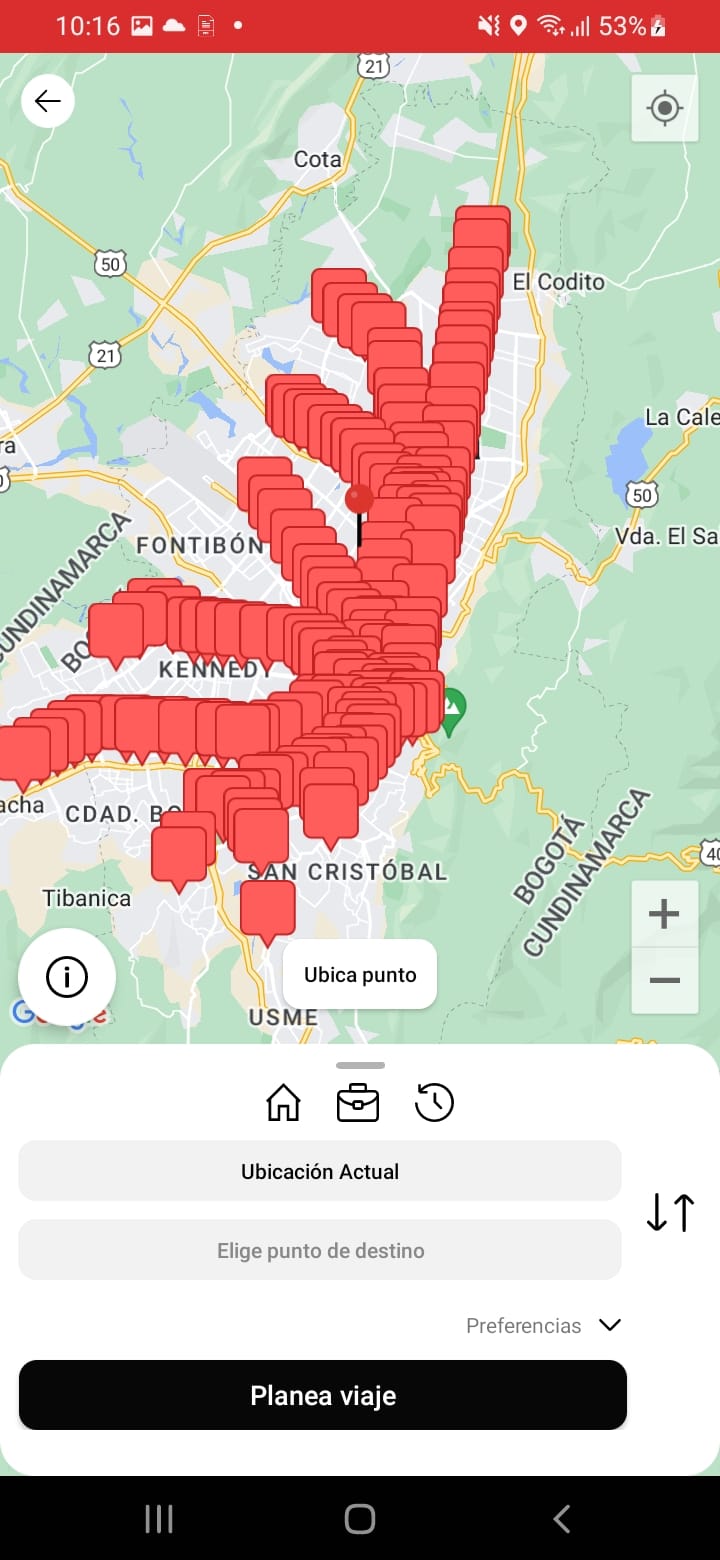 10:16
53%
21
Cota
50
El Codito
21
La Cale
ra
50
Vda. El Sa
FONTIBÓN
CUNDINAMARCA
BO
KENNEDY
acha
CDAD. BO
BOGOTÁ
CUNDINAMARCA
40
SAN CRISTÓBAL
Tibanica
Ubica punto
USME
Ubicación Actual
Elige punto de destino
Preferencias
Planea viaje